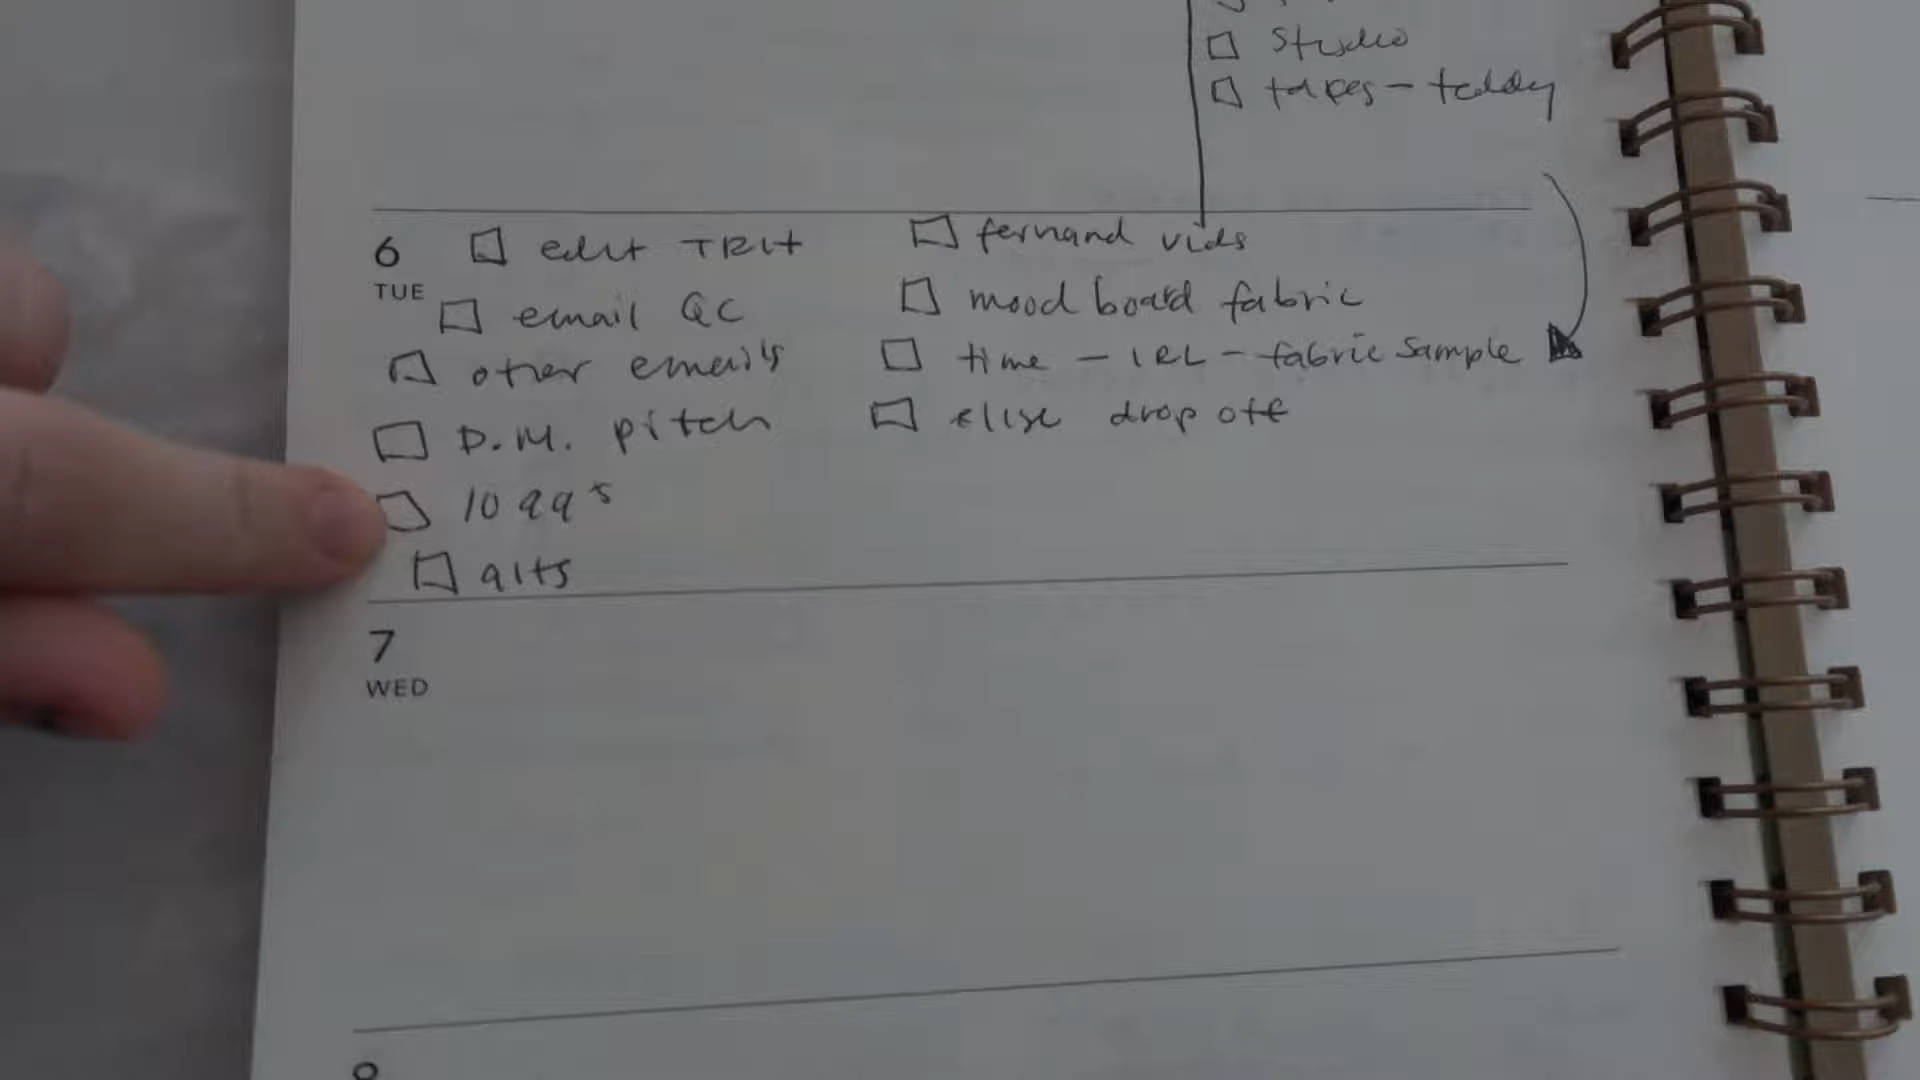 studio
tapes - teddy
6
TUE
edit TRIT
email QC
other emails
D.M. pitch
1099s
alts
fernand vids
mood board fabric
time - IRL - fabric sample
elise drop off
7
WED